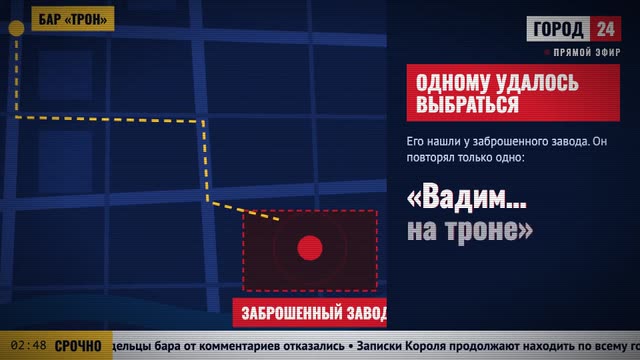 БАР «ТРОН»
ГОРОД 24
ПРЯМОЙ ЭФИР
ОДНОМУ УДАЛОСЬ
ВЫБРАТЬСЯ
Его нашли у заброшенного завода. Он
повторял только одно:
«Вадим...
на троне»
ЗАБРОШЕННЫЙ ЗАВОД
02:48 СРОЧНО дельцы бара от комментариев отказались • Записки Короля продолжают находить по всему го